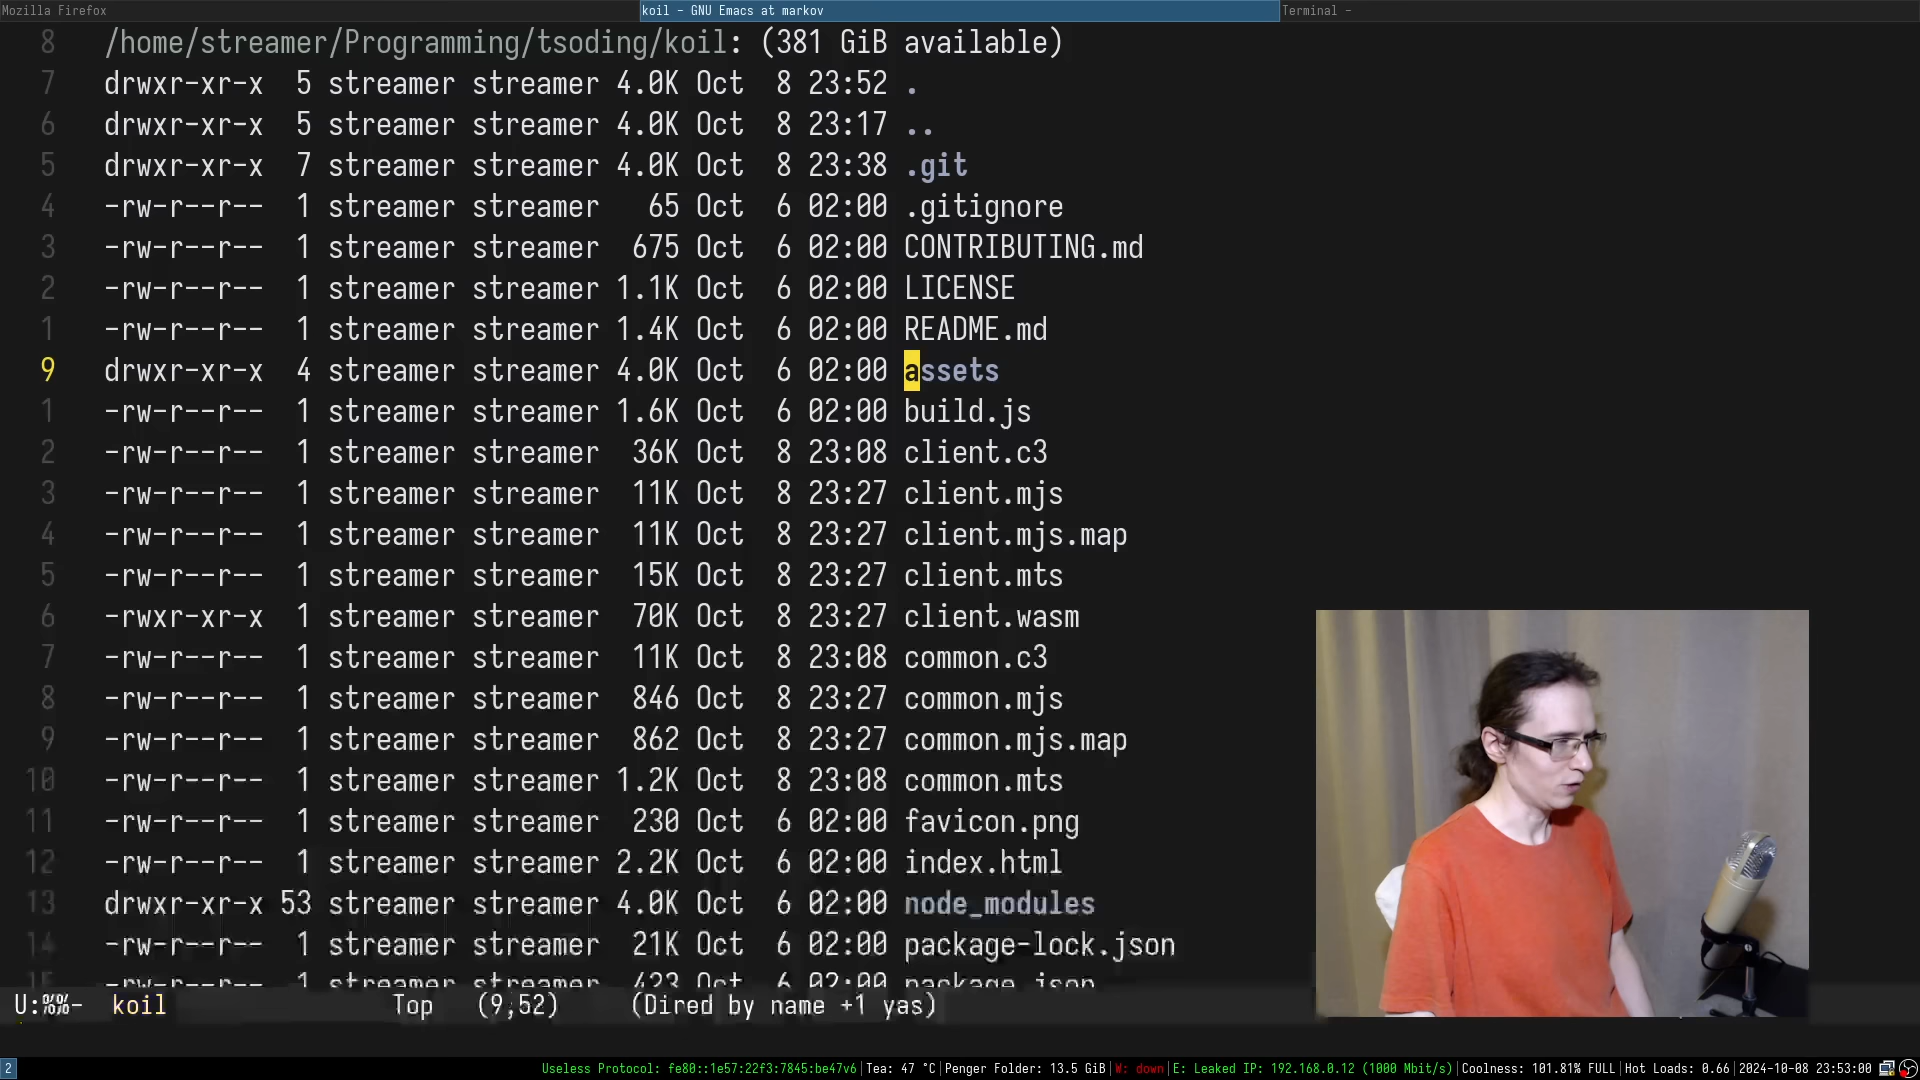 Mozilla Firefox
koil - GNU Emacs at markov
Terminal -
8 /home/streamer/Programming/tsoding/koil: (381 GiB available)
7 drwxr-xr-x 5 streamer streamer 4.0K Oct 8 23:52 .
6 drwxr-xr-x 5 streamer streamer 4.0K Oct 8 23:17 ..
5 drwxr-xr-x 7 streamer streamer 4.0K Oct 8 23:38 .git
4 -rw-r--r-- 1 streamer streamer 65 Oct 6 02:00 .gitignore
3 -rw-r--r-- 1 streamer streamer 675 Oct 6 02:00 CONTRIBUTING.md
2 -rw-r--r-- 1 streamer streamer 1.1K Oct 6 02:00 LICENSE
1 -rw-r--r-- 1 streamer streamer 1.4K Oct 6 02:00 README.md
9 drwxr-xr-x 4 streamer streamer 4.0K Oct 6 02:00 assets
1 -rw-r--r-- 1 streamer streamer 1.6K Oct 6 02:00 build.js
2 -rw-r--r-- 1 streamer streamer 36K Oct 8 23:08 client.c3
3 -rw-r--r-- 1 streamer streamer 11K Oct 8 23:27 client.mjs
4 -rw-r--r-- 1 streamer streamer 11K Oct 8 23:27 client.mjs.map
5 -rw-r--r-- 1 streamer streamer 15K Oct 8 23:27 client.mts
6 -rwxr-xr-x 1 streamer streamer 70K Oct 8 23:27 client.wasm
7 -rw-r--r-- 1 streamer streamer 11K Oct 8 23:08 common.c3
8 -rw-r--r-- 1 streamer streamer 846 Oct 8 23:27 common.mjs
9 -rw-r--r-- 1 streamer streamer 862 Oct 8 23:27 common.mjs.map
10 -rw-r--r-- 1 streamer streamer 1.2K Oct 8 23:08 common.mts
11 -rw-r--r-- 1 streamer streamer 230 Oct 6 02:00 favicon.png
12 -rw-r--r-- 1 streamer streamer 2.2K Oct 6 02:00 index.html
13 drwxr-xr-x 53 streamer streamer 4.0K Oct 6 02:00 node_modules
14 -rw-r--r-- 1 streamer streamer 21K Oct 6 02:00 package-lock.json
15 -rw-r--r-- 1 streamer streamer 423 Oct 6 02:00 package.json
U:%%- koil Top (9,52) (Dired by name +1 yas)
2 Useless Protocol: fe80::1e57:22f3:7845:be47v6|Tea: 47 °C|Penger Folder: 13.5 GiB|W: down|E: Leaked IP: 192.168.0.12 (1000 Mbit/s)|Coolness: 101.81% FULL|Hot Loads: 0.66|2024-10-08 23:53:00